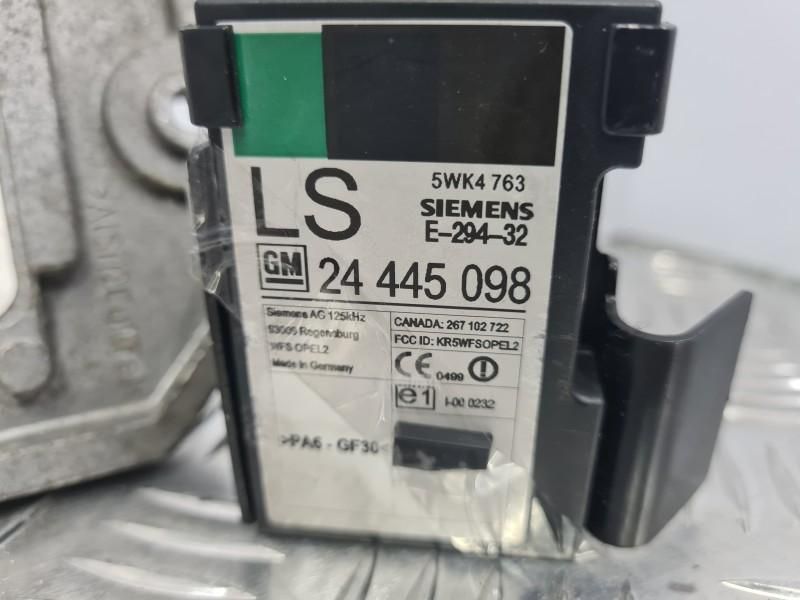 LS
5WK4 763
SIEMENS
E-294-32
GM 24 445 098
Siemens AG 125kHz
93055 Regensburg
WFS OPEL2
Made in Germany
CANADA: 267 102 722
FCC ID: KR5WFSOPEL2
CE 0499
e1 I-00 0232
>PA6 - GF30<